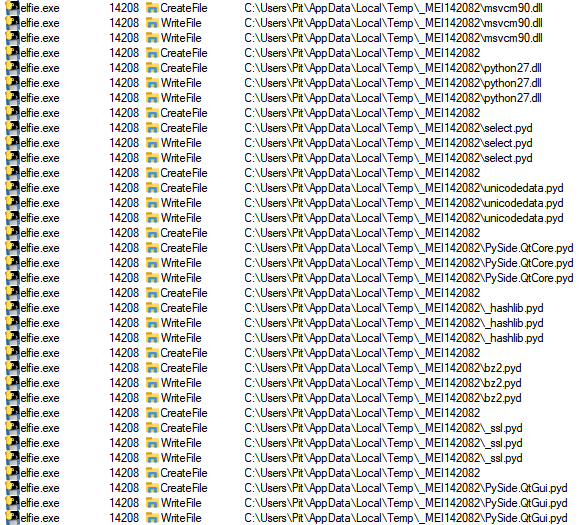 elfie.exe 14208 CreateFile C:\Users\Pit\AppData\Local\Temp\_MEI142082\msvcm90.dll
elfie.exe 14208 WriteFile C:\Users\Pit\AppData\Local\Temp\_MEI142082\msvcm90.dll
elfie.exe 14208 WriteFile C:\Users\Pit\AppData\Local\Temp\_MEI142082\msvcm90.dll
elfie.exe 14208 CreateFile C:\Users\Pit\AppData\Local\Temp\_MEI142082
elfie.exe 14208 CreateFile C:\Users\Pit\AppData\Local\Temp\_MEI142082\python27.dll
elfie.exe 14208 WriteFile C:\Users\Pit\AppData\Local\Temp\_MEI142082\python27.dll
elfie.exe 14208 WriteFile C:\Users\Pit\AppData\Local\Temp\_MEI142082\python27.dll
elfie.exe 14208 CreateFile C:\Users\Pit\AppData\Local\Temp\_MEI142082
elfie.exe 14208 CreateFile C:\Users\Pit\AppData\Local\Temp\_MEI142082\select.pyd
elfie.exe 14208 WriteFile C:\Users\Pit\AppData\Local\Temp\_MEI142082\select.pyd
elfie.exe 14208 WriteFile C:\Users\Pit\AppData\Local\Temp\_MEI142082\select.pyd
elfie.exe 14208 CreateFile C:\Users\Pit\AppData\Local\Temp\_MEI142082
elfie.exe 14208 CreateFile C:\Users\Pit\AppData\Local\Temp\_MEI142082\unicodedata.pyd
elfie.exe 14208 WriteFile C:\Users\Pit\AppData\Local\Temp\_MEI142082\unicodedata.pyd
elfie.exe 14208 WriteFile C:\Users\Pit\AppData\Local\Temp\_MEI142082\unicodedata.pyd
elfie.exe 14208 CreateFile C:\Users\Pit\AppData\Local\Temp\_MEI142082
elfie.exe 14208 CreateFile C:\Users\Pit\AppData\Local\Temp\_MEI142082\PySide.QtCore.pyd
elfie.exe 14208 WriteFile C:\Users\Pit\AppData\Local\Temp\_MEI142082\PySide.QtCore.pyd
elfie.exe 14208 WriteFile C:\Users\Pit\AppData\Local\Temp\_MEI142082\PySide.QtCore.pyd
elfie.exe 14208 CreateFile C:\Users\Pit\AppData\Local\Temp\_MEI142082
elfie.exe 14208 CreateFile C:\Users\Pit\AppData\Local\Temp\_MEI142082\_hashlib.pyd
elfie.exe 14208 WriteFile C:\Users\Pit\AppData\Local\Temp\_MEI142082\_hashlib.pyd
elfie.exe 14208 WriteFile C:\Users\Pit\AppData\Local\Temp\_MEI142082\_hashlib.pyd
elfie.exe 14208 CreateFile C:\Users\Pit\AppData\Local\Temp\_MEI142082
elfie.exe 14208 CreateFile C:\Users\Pit\AppData\Local\Temp\_MEI142082\bz2.pyd
elfie.exe 14208 WriteFile C:\Users\Pit\AppData\Local\Temp\_MEI142082\bz2.pyd
elfie.exe 14208 WriteFile C:\Users\Pit\AppData\Local\Temp\_MEI142082\bz2.pyd
elfie.exe 14208 CreateFile C:\Users\Pit\AppData\Local\Temp\_MEI142082
elfie.exe 14208 CreateFile C:\Users\Pit\AppData\Local\Temp\_MEI142082\_ssl.pyd
elfie.exe 14208 WriteFile C:\Users\Pit\AppData\Local\Temp\_MEI142082\_ssl.pyd
elfie.exe 14208 WriteFile C:\Users\Pit\AppData\Local\Temp\_MEI142082\_ssl.pyd
elfie.exe 14208 CreateFile C:\Users\Pit\AppData\Local\Temp\_MEI142082
elfie.exe 14208 CreateFile C:\Users\Pit\AppData\Local\Temp\_MEI142082\PySide.QtGui.pyd
elfie.exe 14208 WriteFile C:\Users\Pit\AppData\Local\Temp\_MEI142082\PySide.QtGui.pyd
elfie.exe 14208 WriteFile C:\Users\Pit\AppData\Local\Temp\_MEI142082\PySide.QtGui.pyd